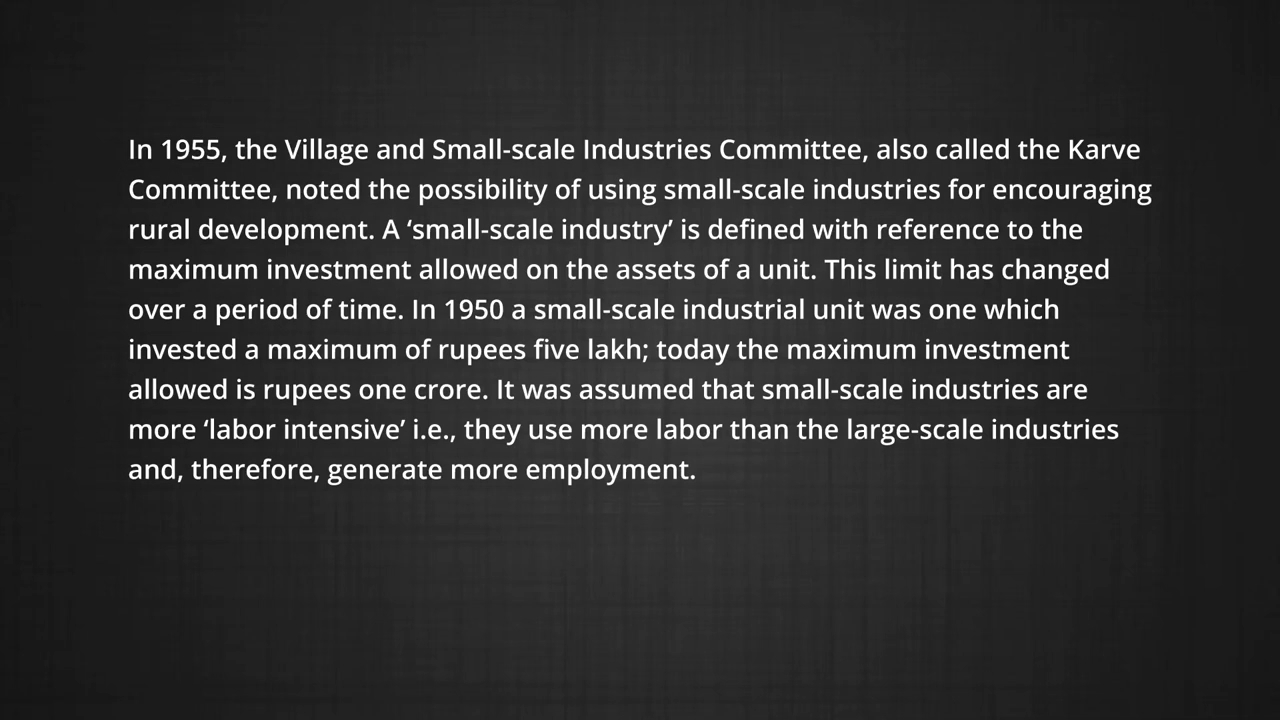 In 1955, the Village and Small-scale Industries Committee, also called the Karve
Committee, noted the possibility of using small-scale industries for encouraging
rural development. A ‘small-scale industry’ is defined with reference to the
maximum investment allowed on the assets of a unit. This limit has changed
over a period of time. In 1950 a small-scale industrial unit was one which
invested a maximum of rupees five lakh; today the maximum investment
allowed is rupees one crore. It was assumed that small-scale industries are
more ‘labor intensive’ i.e., they use more labor than the large-scale industries
and, therefore, generate more employment.